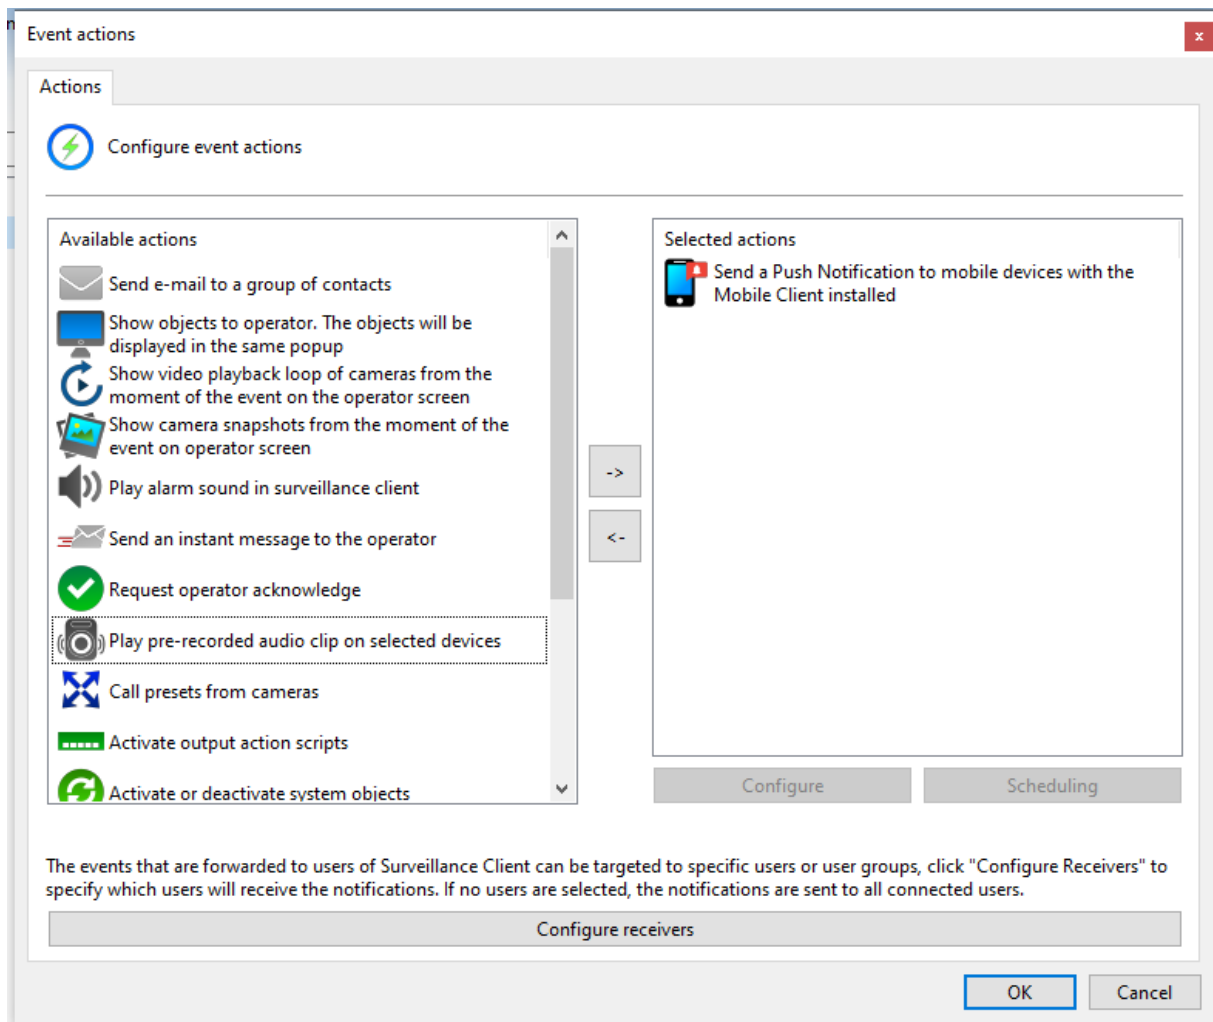 Event actions
x
Actions
Configure event actions
Available actions
Send e-mail to a group of contacts
Show objects to operator. The objects will be
displayed in the same popup
Show video playback loop of cameras from the
moment of the event on the operator screen
Show camera snapshots from the moment of the
event on operator screen
Play alarm sound in surveillance client
Send an instant message to the operator
Request operator acknowledge
Play pre-recorded audio clip on selected devices
Call presets from cameras
Activate output action scripts
Activate or deactivate system objects
->
<-
Selected actions
Send a Push Notification to mobile devices with the
Mobile Client installed
Configure
Scheduling
The events that are forwarded to users of Surveillance Client can be targeted to specific users or user groups, click "Configure Receivers" to
specify which users will receive the notifications. If no users are selected, the notifications are sent to all connected users.
Configure receivers
OK
Cancel